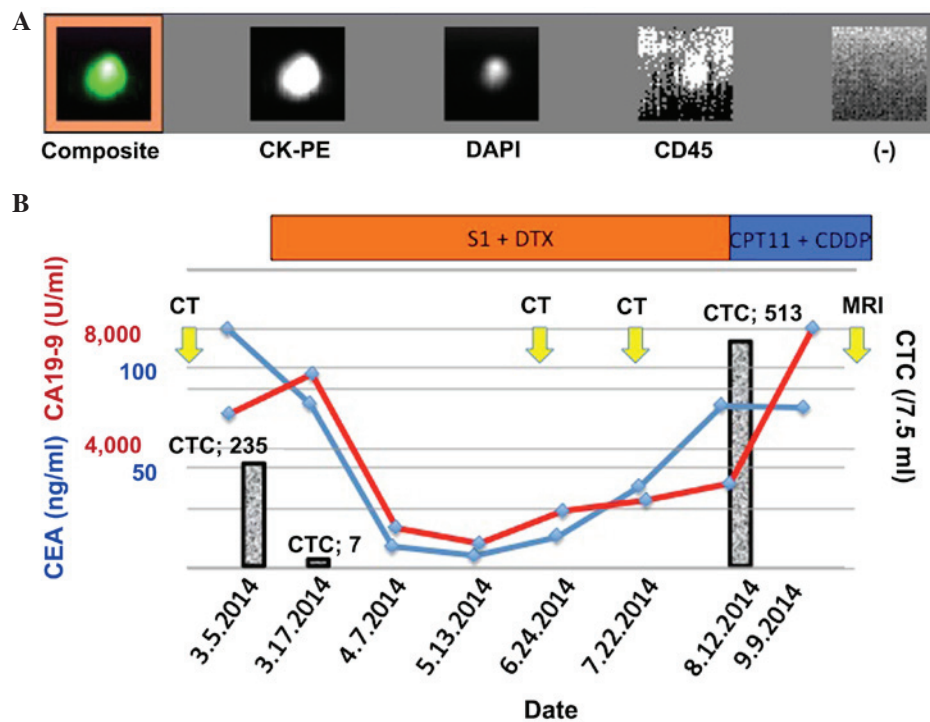 A
Composite CK-PE DAPI CD45 (-)
B
S1 + DTX CPT11 + CDDP
CT CT CT MRI
CTC; 513
8,000
100
CTC; 235
4,000
50
CTC; 7
CEA (ng/ml) CA19-9 (U/ml)
CTC (/7.5 ml)
3.5.2014 3.17.2014 4.7.2014 5.13.2014 6.24.2014 7.22.2014 8.12.2014 9.9.2014
Date